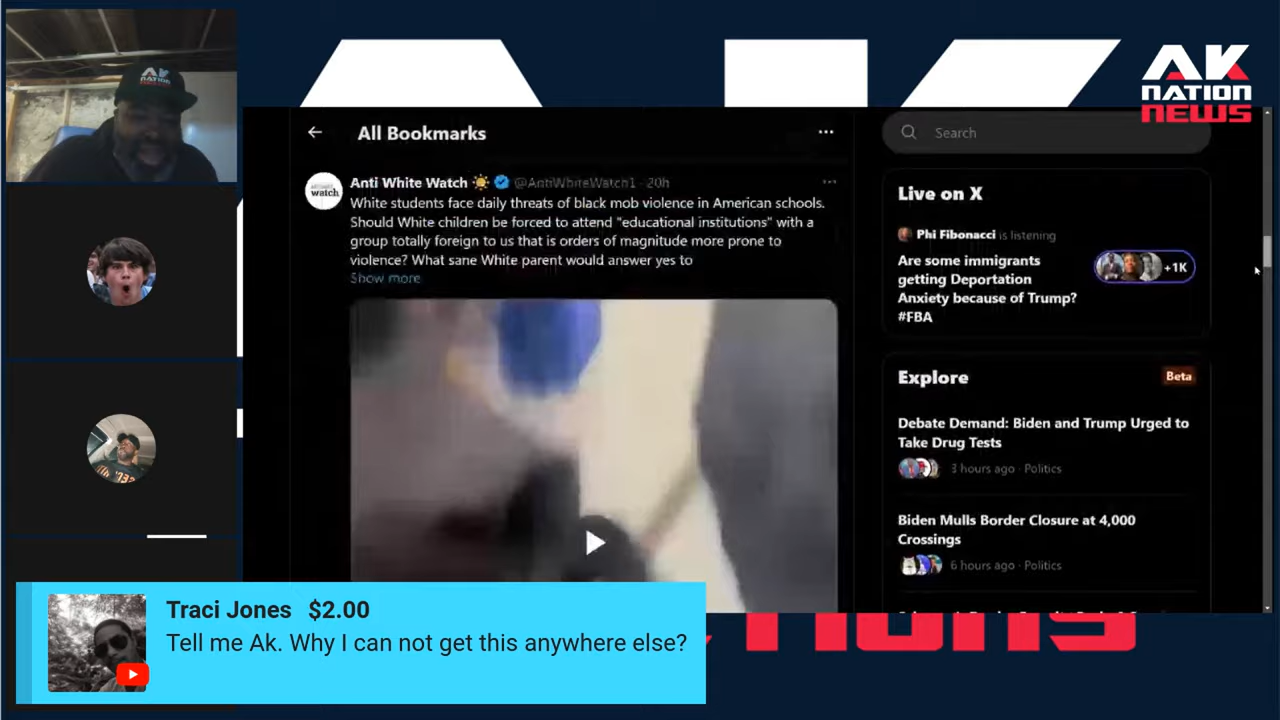 AK
NATION
NEWS
All Bookmarks
Anti White Watch @AntiWhiteWatch1 · 20h
White students face daily threats of black mob violence in American schools.
Should White children be forced to attend "educational institutions" with a
group totally foreign to us that is orders of magnitude more prone to
violence? What sane White parent would answer yes to
Show more
Search
Live on X
Phi Fibonacci is listening
Are some immigrants
getting Deportation
Anxiety because of Trump?
#FBA
+1K
Explore
Beta
Debate Demand: Biden and Trump Urged to
Take Drug Tests
3 hours ago · Politics
Biden Mulls Border Closure at 4,000
Crossings
6 hours ago · Politics
Traci Jones $2.00
Tell me Ak. Why I can not get this anywhere else?